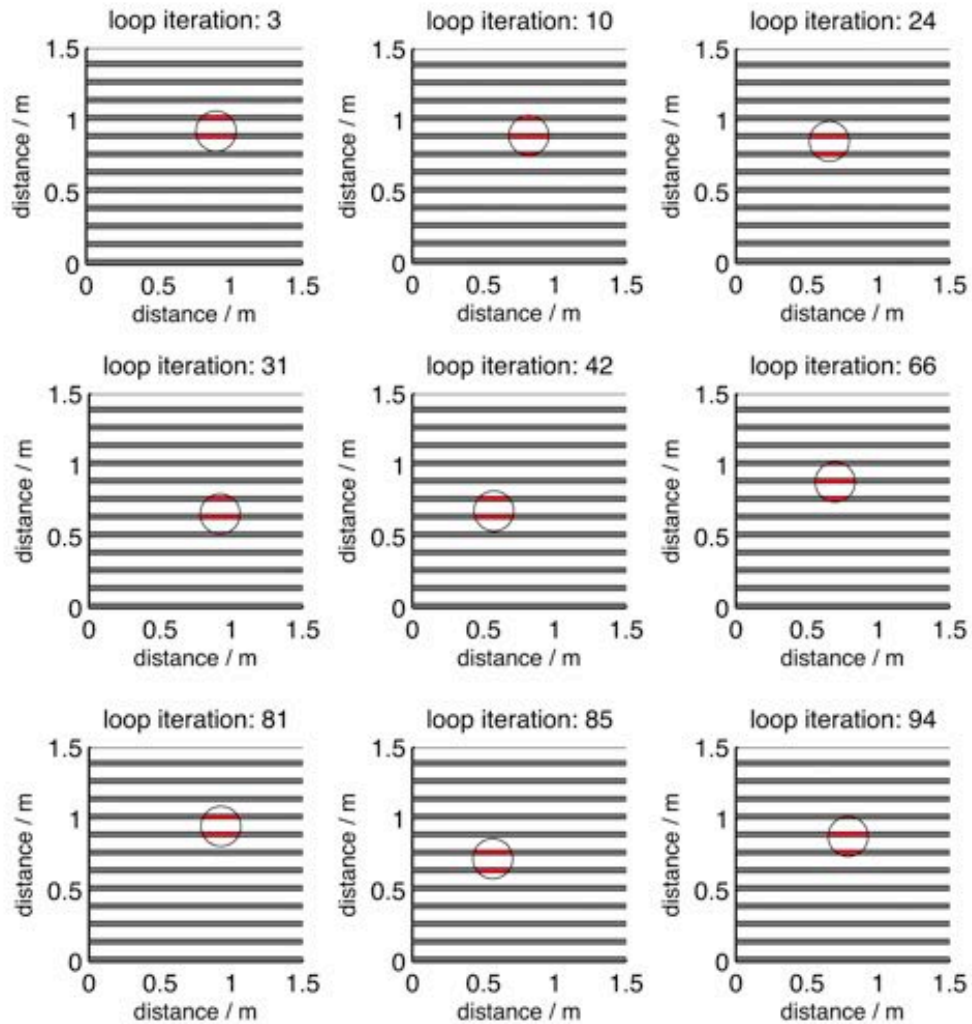 loop iteration: 3
1.5
1
0.5
0
distance / m
0 0.5 1 1.5
distance / m
loop iteration: 10
1.5
1
0.5
0
distance / m
0 0.5 1 1.5
distance / m
loop iteration: 24
1.5
1
0.5
0
distance / m
0 0.5 1 1.5
distance / m
loop iteration: 31
1.5
1
0.5
0
distance / m
0 0.5 1 1.5
distance / m
loop iteration: 42
1.5
1
0.5
0
distance / m
0 0.5 1 1.5
distance / m
loop iteration: 66
1.5
1
0.5
0
distance / m
0 0.5 1 1.5
distance / m
loop iteration: 81
1.5
1
0.5
0
distance / m
0 0.5 1 1.5
distance / m
loop iteration: 85
1.5
1
0.5
0
distance / m
0 0.5 1 1.5
distance / m
loop iteration: 94
1.5
1
0.5
0
distance / m
0 0.5 1 1.5
distance / m